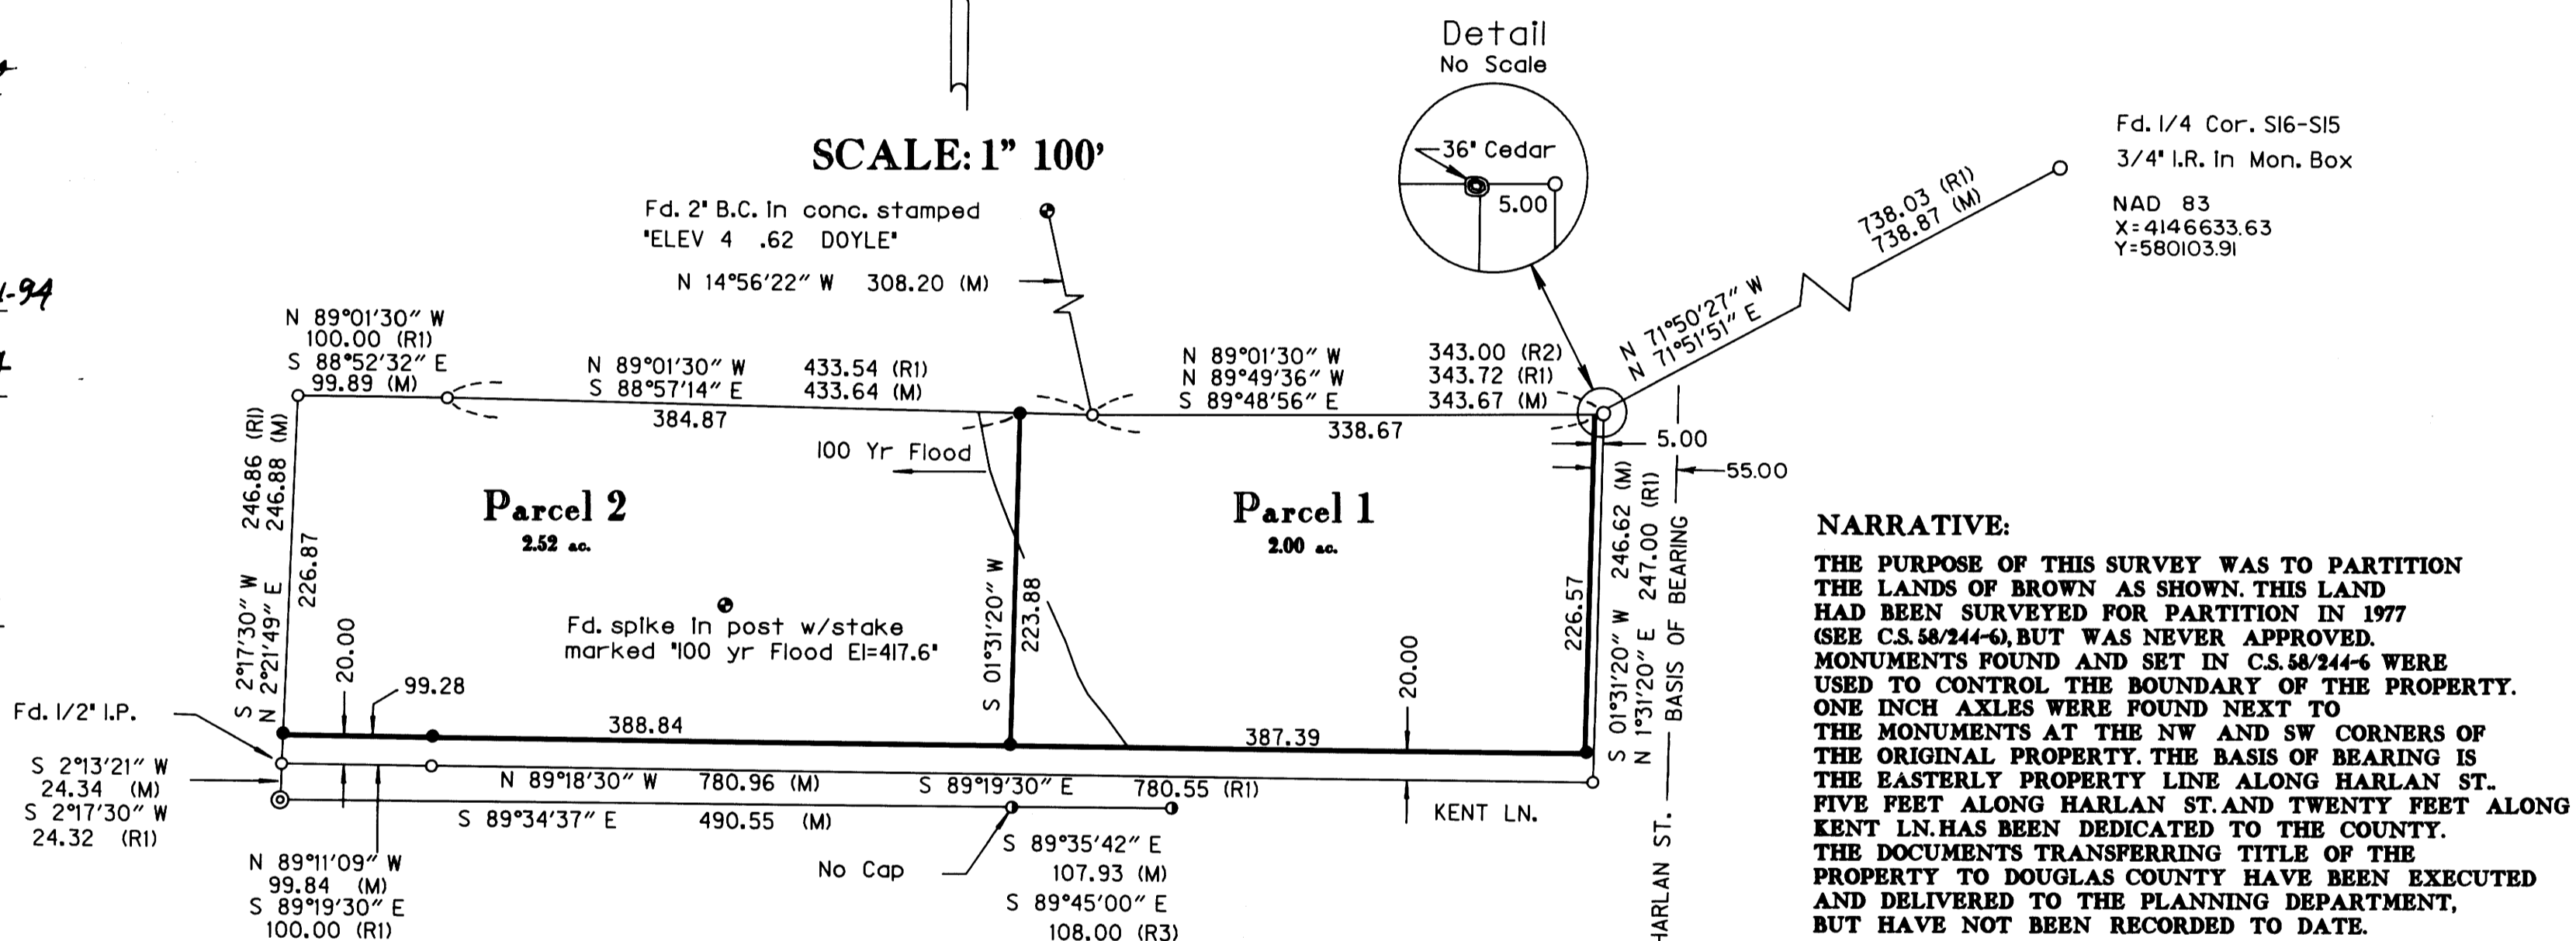 Detail
No Scale
36" Cedar
5.00
SCALE: 1” 100’
Fd. 2" B.C. in conc. stamped
"ELEV 4 .62 DOYLE"
N 14°56'22" W 308.20 (M)
Fd. 1/4 Cor. S16-S15
3/4" I.R. in Mon. Box
NAD 83
X=4146633.63
Y=580103.91
738.03 (R1)
738.87 (M)
N 71°50'27" W
N 71°51'51" E
-94
N 89°01'30" W
100.00 (R1)
S 88°52'32" E
99.89 (M)
N 89°01'30" W 433.54 (R1)
S 88°57'14" E 433.64 (M)
384.87
N 89°01'30" W 343.00 (R2)
N 89°49'36" W 343.72 (R1)
S 89°48'56" E 343.67 (M)
338.67
5.00
55.00
100 Yr Flood
Parcel 2
2.52 ac.
Parcel 1
2.00 ac.
S 2°17'30" W 246.86 (R1)
N 2°21'49" E 246.88 (M)
226.87
20.00
99.28
Fd. spike in post w/stake
marked "100 yr Flood El=417.6"
S 01°31'20" W
223.88
226.57
20.00
S 01°31'20" W 246.62 (M)
N 1°31'20" E 247.00 (R1)
HARLAN ST. BASIS OF BEARING
Fd. 1/2" I.P.
388.84
387.39
S 2°13'21" W
24.34 (M)
S 2°17'30" W
24.32 (R1)
N 89°18'30" W 780.96 (M) S 89°19'30" E 780.55 (R1)
KENT LN.
S 89°34'37" E 490.55 (M)
No Cap
S 89°35'42" E
107.93 (M)
S 89°45'00" E
108.00 (R3)
N 89°11'09" W
99.84 (M)
S 89°19'30" E
100.00 (R1)
NARRATIVE:
THE PURPOSE OF THIS SURVEY WAS TO PARTITION
THE LANDS OF BROWN AS SHOWN. THIS LAND
HAD BEEN SURVEYED FOR PARTITION IN 1977
(SEE C.S. 58/244-6), BUT WAS NEVER APPROVED.
MONUMENTS FOUND AND SET IN C.S. 58/244-6 WERE
USED TO CONTROL THE BOUNDARY OF THE PROPERTY.
ONE INCH AXLES WERE FOUND NEXT TO
THE MONUMENTS AT THE NW AND SW CORNERS OF
THE ORIGINAL PROPERTY. THE BASIS OF BEARING IS
THE EASTERLY PROPERTY LINE ALONG HARLAN ST..
FIVE FEET ALONG HARLAN ST. AND TWENTY FEET ALONG
KENT LN. HAS BEEN DEDICATED TO THE COUNTY.
THE DOCUMENTS TRANSFERRING TITLE OF THE
PROPERTY TO DOUGLAS COUNTY HAVE BEEN EXECUTED
AND DELIVERED TO THE PLANNING DEPARTMENT,
BUT HAVE NOT BEEN RECORDED TO DATE.